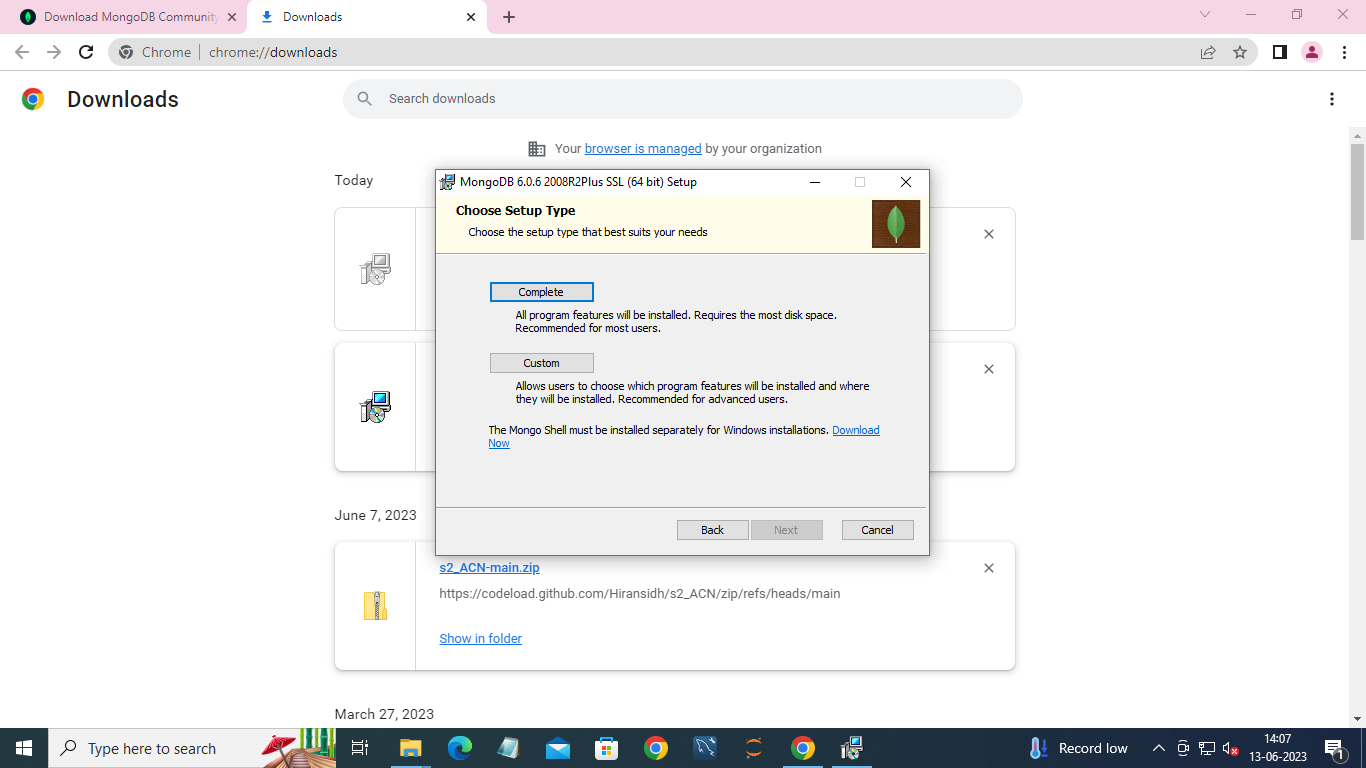 Download MongoDB Community
Downloads
Chrome
chrome://downloads
Downloads
Search downloads
Your browser is managed by your organization
Today
MongoDB 6.0.6 2008R2Plus SSL (64 bit) Setup
Choose Setup Type
Choose the setup type that best suits your needs
Complete
All program features will be installed. Requires the most disk space.
Recommended for most users.
Custom
Allows users to choose which program features will be installed and where
they will be installed. Recommended for advanced users.
The Mongo Shell must be installed separately for Windows installations. Download
Now
Back
Next
Cancel
June 7, 2023
s2_ACN-main.zip
https://codeload.github.com/Hiransidh/s2_ACN/zip/refs/heads/main
Show in folder
March 27, 2023
Type here to search
Record low
14:07
13-06-2023
1